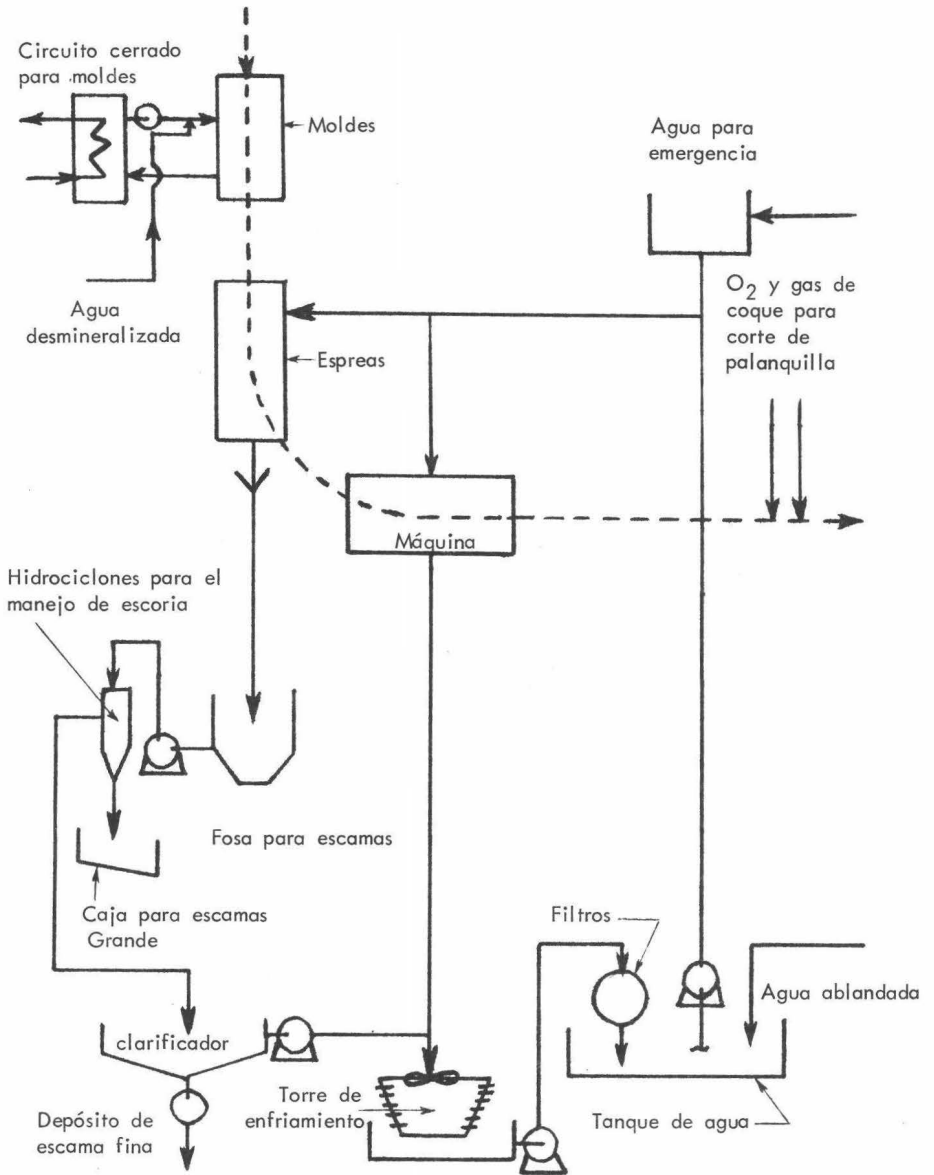 Circuito cerrado
para moldes
Moldes
Agua para
emergencia
Agua
desmineralizada
Espreas
O2 y gas de
coque para
corte de
palanquilla
Máquina
Hidrociclones para el
manejo de escoria
Fosa para escamas
Caja para escamas
Grande
Filtros
Agua ablandada
clarificador
Torre de
enfriamiento
Tanque de agua
Depósito de
escama fina